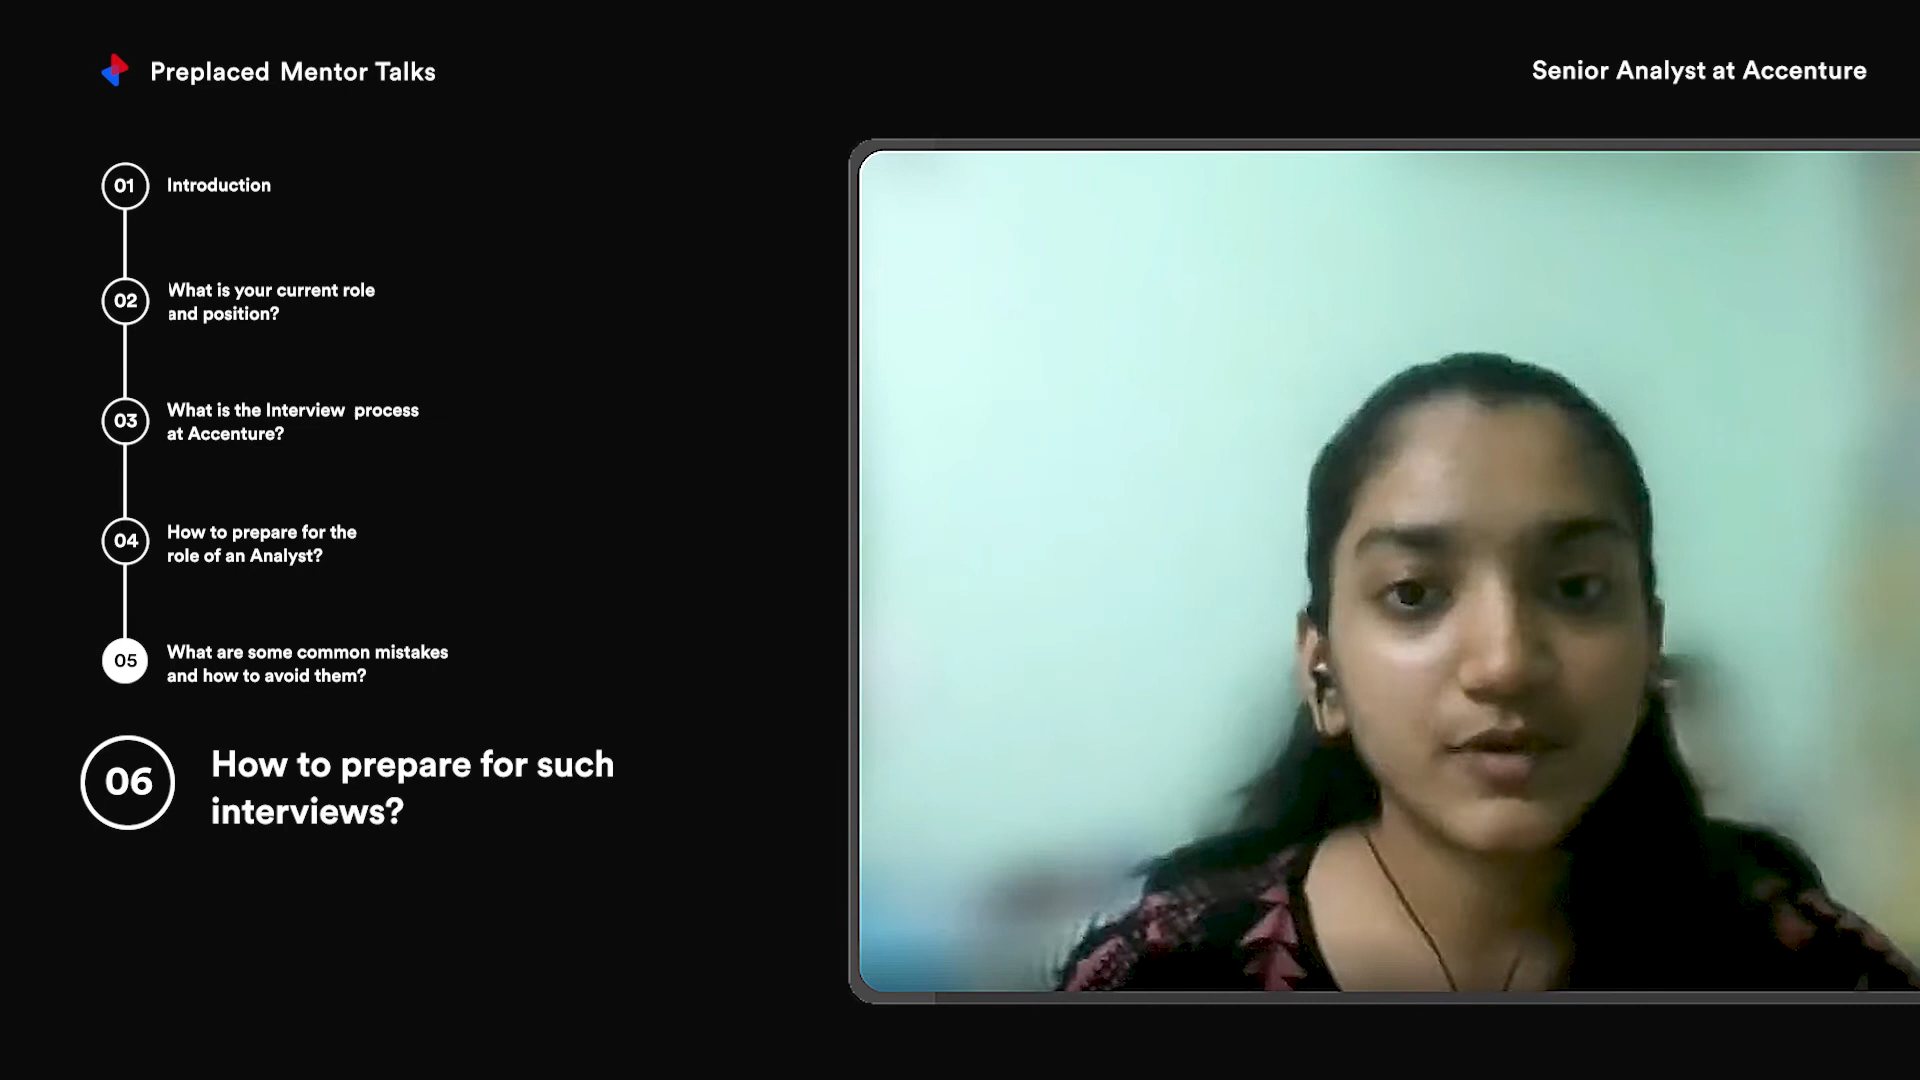 Preplaced Mentor Talks
Senior Analyst at Accenture
01
Introduction
02
What is your current role
and position?
03
What is the Interview process
at Accenture?
04
How to prepare for the
role of an Analyst?
05
What are some common mistakes
and how to avoid them?
06
How to prepare for such
interviews?